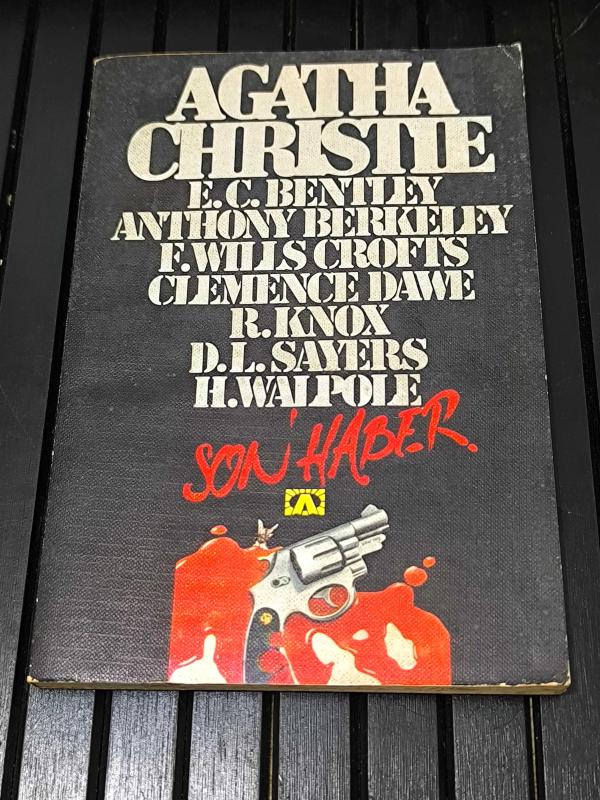 AGATHA
CHRISTIE
E.C. BENTLEY
ANTHONY BERKELEY
F. WILLS CROFTS
CLEMENCE DAWE
R. KNOX
D.L. SAYERS
H. WALPOLE
SON HABER
A